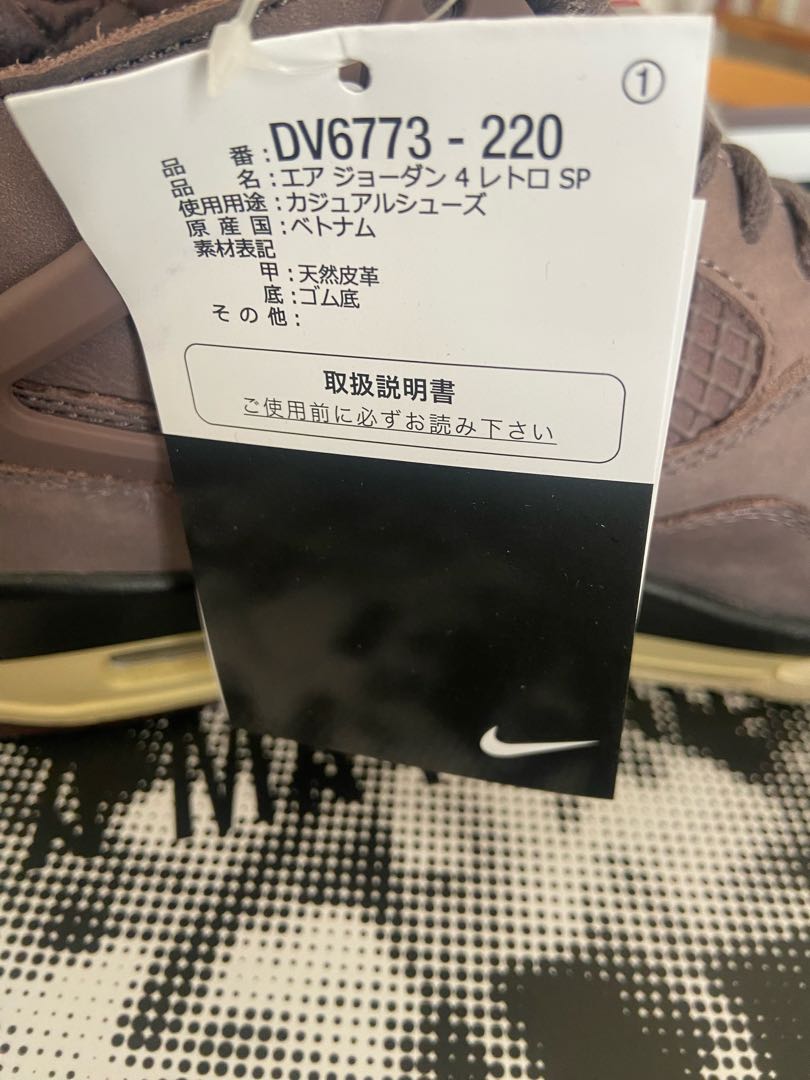 ①
品 番：DV6773 - 220
品 名：エア ジョーダン 4 レトロ SP
使用用途：カジュアルシューズ
原 産 国：ベトナム
素材表記
甲：天然皮革
底：ゴム底
そ の 他：
取扱説明書
ご使用前に必ずお読み下さい